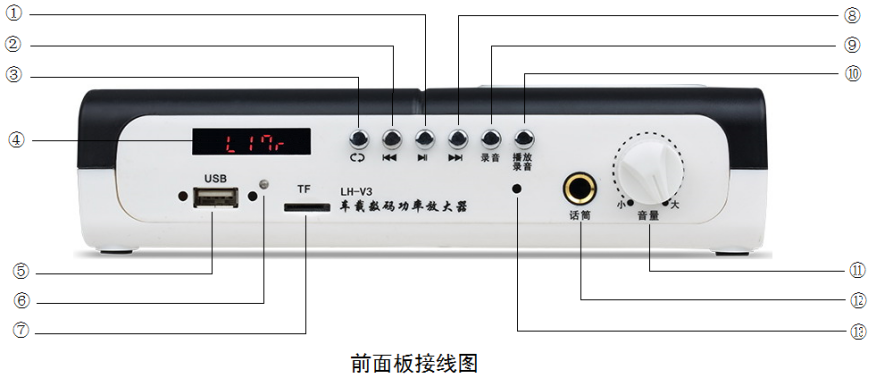 ①
②
③
④
⑧
⑨
⑩
录音
播放
录音
USB
TF
LH-V3
车载数码功率放大器
话筒
小
音量
大
⑤
⑥
⑦
⑪
⑫
⑬
前面板接线图